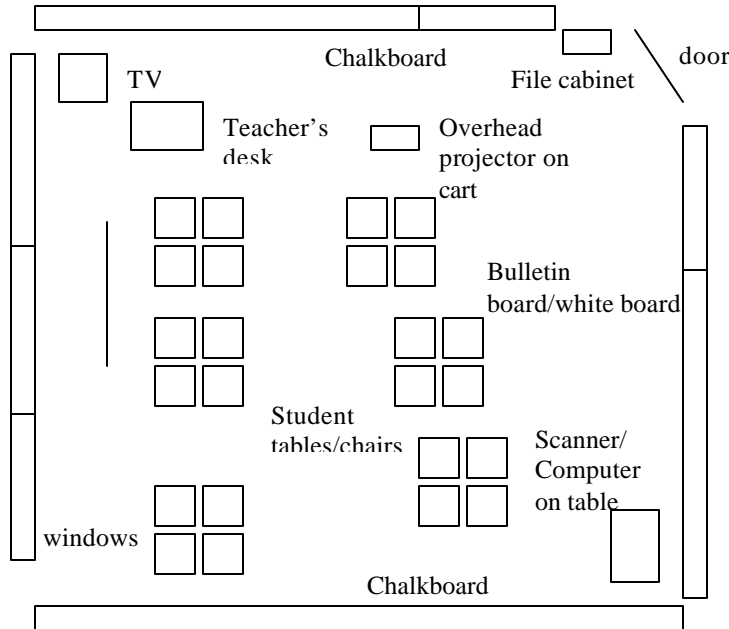 Chalkboard
door
File cabinet
TV
Teacher's
desk
Overhead
projector on
cart
Bulletin
board/white board
Student
tables/chairs
Scanner/
Computer
on table
windows
Chalkboard